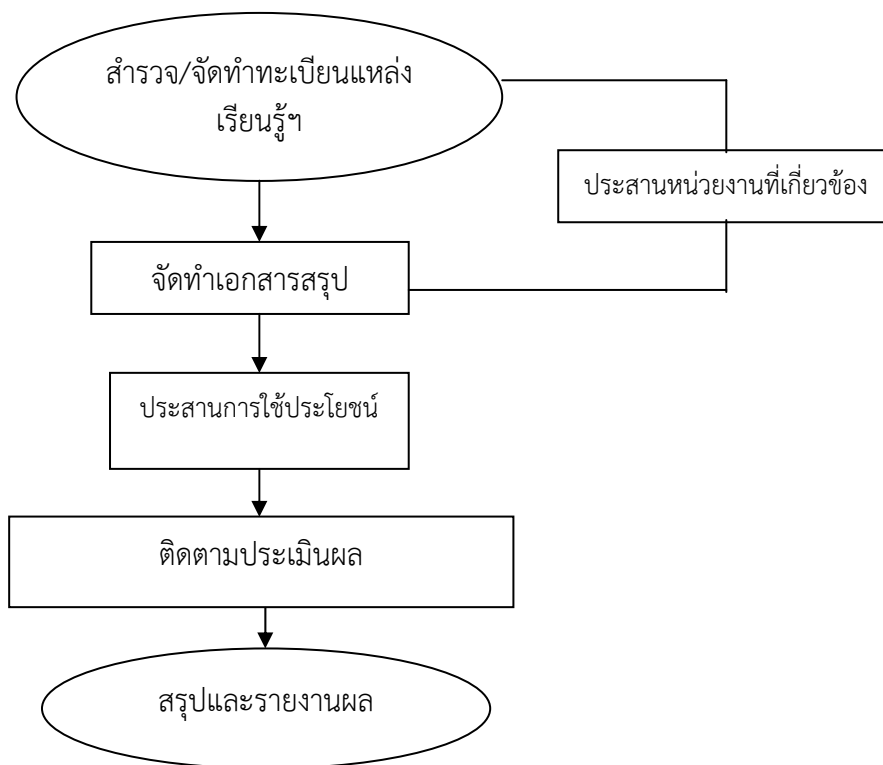 สำรวจ/จัดทำทะเบียนแหล่ง
เรียนรู้ฯ
ประสานหน่วยงานที่เกี่ยวข้อง
จัดทำเอกสารสรุป
ประสานการใช้ประโยชน์
ติดตามประเมินผล
สรุปและรายงานผล